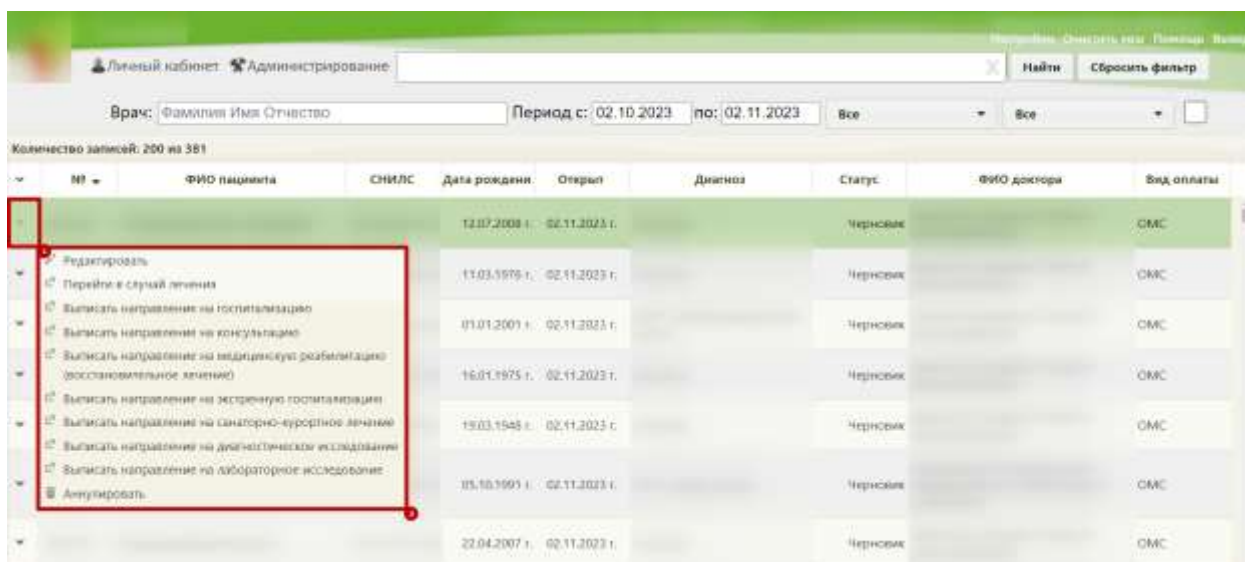 Настройки Очистить кэш Помощь
Личный кабинет Администрирование X Найти Сбросить фильтр
Врач: Фамилия Имя Отчество Период с: 02.10.2023 по: 02.11.2023 Все Все
Количество записей: 200 из 381
№ ФИО пациента СНИЛС Дата рождени Открыт Диагноз Статус ФИО доктора Вид оплаты
12.07.2008 г. 02.11.2023 г. Черновик ОМС
Редактировать
Перейти в случай лечения
11.03.1976 г. 02.11.2023 г. Черновик ОМС
Выписать направление на госпитализацию
Выписать направление на консультацию
01.01.2001 г. 02.11.2023 г. Черновик ОМС
Выписать направление на медицинскую реабилитацию
(восстановительное лечение)
16.01.1975 г. 02.11.2023 г. Черновик ОМС
Выписать направление на экстренную госпитализацию
Выписать направление на санаторно-курортное лечение
19.03.1948 г. 02.11.2023 г. Черновик ОМС
Выписать направление на диагностическое исследование
Выписать направление на лабораторное исследование
05.10.1991 г. 02.11.2023 г. Черновик ОМС
Аннулировать
22.04.2007 г. 02.11.2023 г. Черновик ОМС